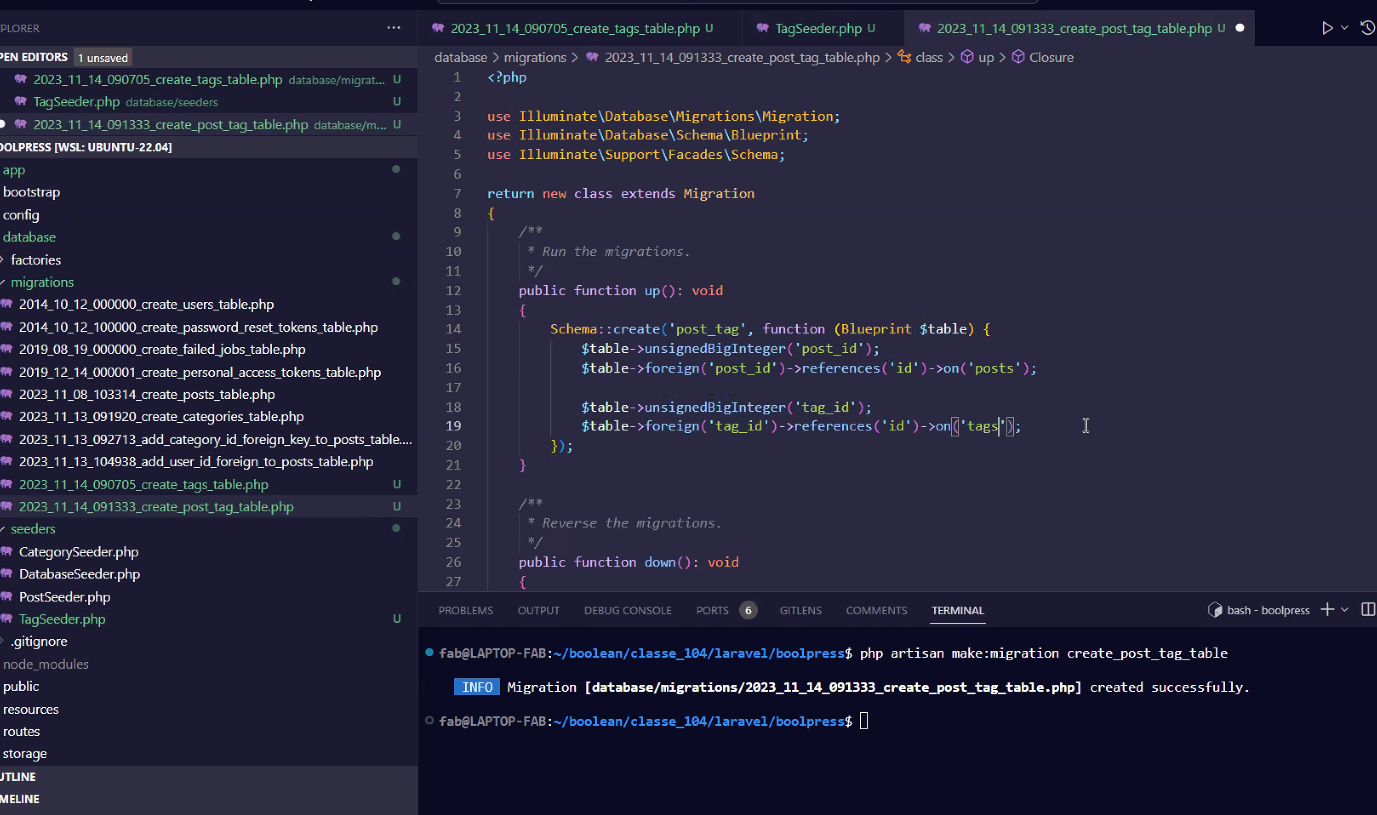 2023_11_14_090705_create_tags_table.php U
TagSeeder.php U
2023_11_14_091333_create_post_tag_table.php U
PLORER
PEN EDITORS 1 unsaved
2023_11_14_090705_create_tags_table.php database/migrat... U
TagSeeder.php database/seeders U
2023_11_14_091333_create_post_tag_table.php database/m... U
OOLPRESS [WSL: UBUNTU-22.04]
app
bootstrap
config
database
factories
migrations
2014_10_12_000000_create_users_table.php
2014_10_12_100000_create_password_reset_tokens_table.php
2019_08_19_000000_create_failed_jobs_table.php
2019_12_14_000001_create_personal_access_tokens_table.php
2023_11_08_103314_create_posts_table.php
2023_11_13_091920_create_categories_table.php
2023_11_13_092713_add_category_id_foreign_key_to_posts_table....
2023_11_13_104938_add_user_id_foreign_to_posts_table.php
2023_11_14_090705_create_tags_table.php U
2023_11_14_091333_create_post_tag_table.php U
seeders
CategorySeeder.php
DatabaseSeeder.php
PostSeeder.php
TagSeeder.php U
.gitignore
node_modules
public
resources
routes
storage
UTLINE
MELINE
database > migrations > 2023_11_14_091333_create_post_tag_table.php > class > up > Closure
1 <?php
2
3 use Illuminate\Database\Migrations\Migration;
4 use Illuminate\Database\Schema\Blueprint;
5 use Illuminate\Support\Facades\Schema;
6
7 return new class extends Migration
8 {
9 /**
10 * Run the migrations.
11 */
12 public function up(): void
13 {
14 Schema::create('post_tag', function (Blueprint $table) {
15 $table->unsignedBigInteger('post_id');
16 $table->foreign('post_id')->references('id')->on('posts');
17
18 $table->unsignedBigInteger('tag_id');
19 $table->foreign('tag_id')->references('id')->on('tags');
20 });
21 }
22
23 /**
24 * Reverse the migrations.
25 */
26 public function down(): void
27 {
PROBLEMS OUTPUT DEBUG CONSOLE PORTS 6 GITLENS COMMENTS TERMINAL
bash - boolpress
fab@LAPTOP-FAB:~/boolean/classe_104/laravel/boolpress$ php artisan make:migration create_post_tag_table
INFO Migration [database/migrations/2023_11_14_091333_create_post_tag_table.php] created successfully.
fab@LAPTOP-FAB:~/boolean/classe_104/laravel/boolpress$